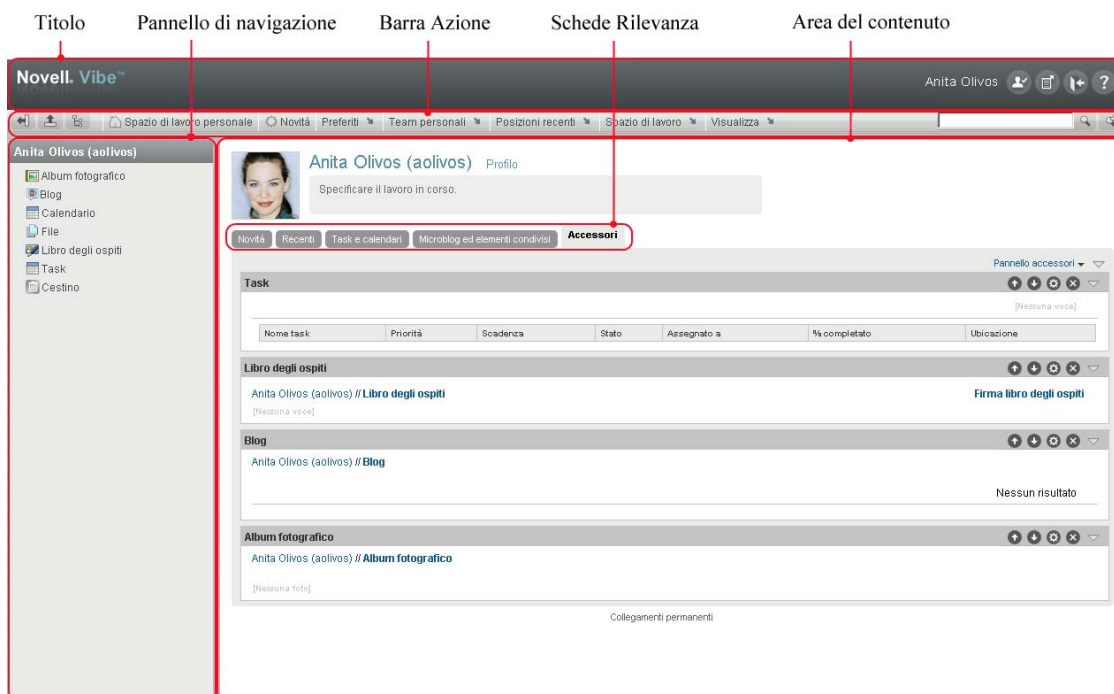 Titolo Pannello di navigazione Barra Azione Schede Rilevanza Area del contenuto
Novell. Vibe™ Anita Olivos ?
Spazio di lavoro personale Novità Preferiti Team personali Posizioni recenti Spazio di lavoro Visualizza
Anita Olivos (aolivos)
Album fotografico
Blog
Calendario
File
Libro degli ospiti
Task
Cestino
Anita Olivos (aolivos) Profilo
Specificare il lavoro in corso.
Novità Recenti Task e calendari Microblog ed elementi condivisi Accessori
Pannello accessori
Task
[Nessuna voce]
Nome task Priorità Scadenza Stato Assegnato a % completato Ubicazione
Libro degli ospiti
Anita Olivos (aolivos) // Libro degli ospiti Firma libro degli ospiti
[Nessuna voce]
Blog
Anita Olivos (aolivos) // Blog
Nessun risultato
Album fotografico
Anita Olivos (aolivos) // Album fotografico
[Nessuna foto]
Collegamenti permanenti